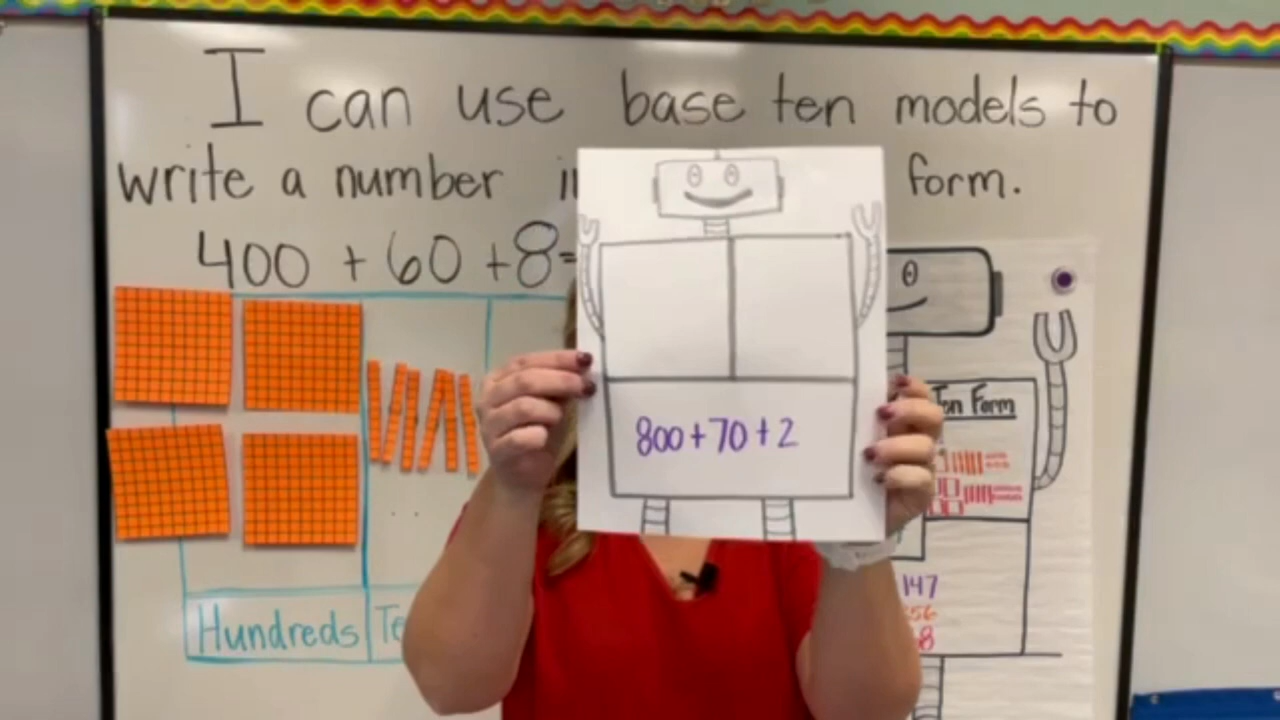 I can use base ten models to
write a number form.
400 + 60 + 8 =
800 + 70 + 2
Ten Form
147
Hundreds